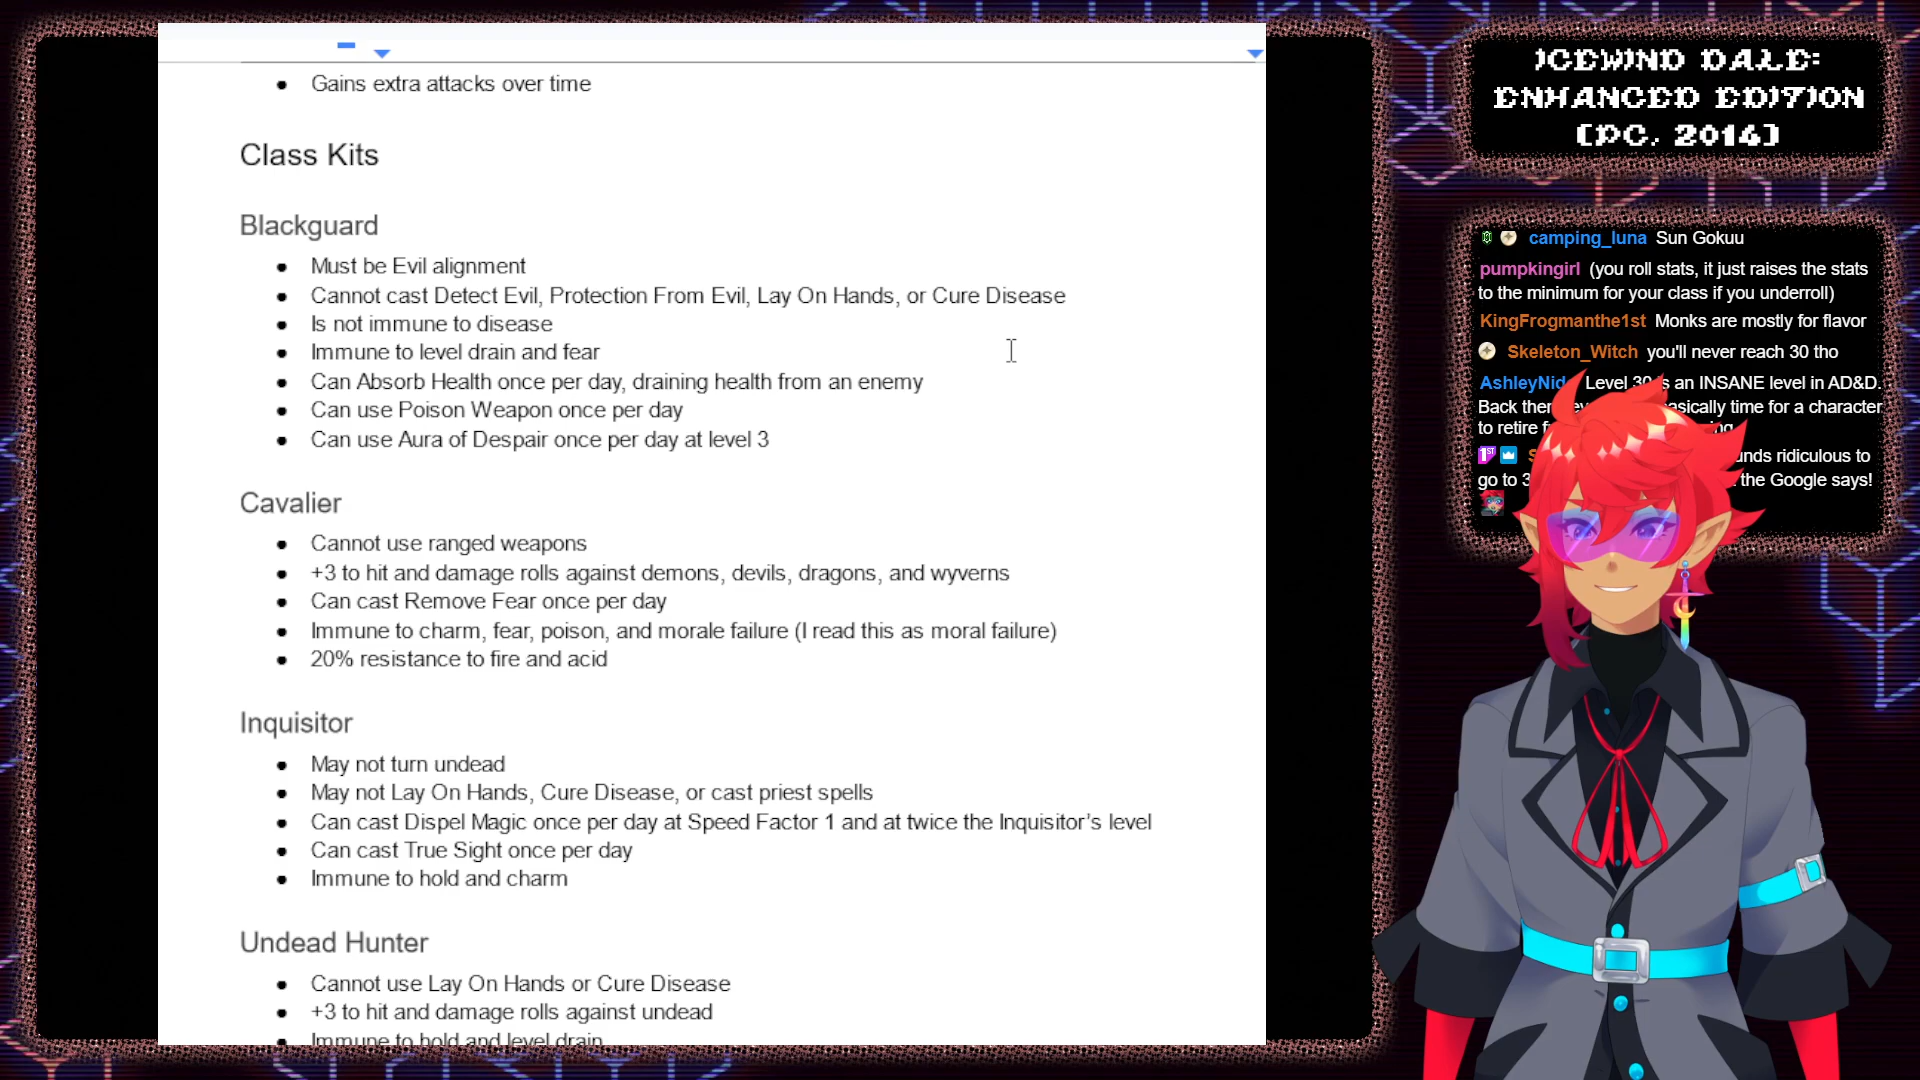 Gains extra attacks over time
Class Kits
Blackguard
Must be Evil alignment
Cannot cast Detect Evil, Protection From Evil, Lay On Hands, or Cure Disease
Is not immune to disease
Immune to level drain and fear
Can Absorb Health once per day, draining health from an enemy
Can use Poison Weapon once per day
Can use Aura of Despair once per day at level 3
Cavalier
Cannot use ranged weapons
+3 to hit and damage rolls against demons, devils, dragons, and wyverns
Can cast Remove Fear once per day
Immune to charm, fear, poison, and morale failure (I read this as moral failure)
20% resistance to fire and acid
Inquisitor
May not turn undead
May not Lay On Hands, Cure Disease, or cast priest spells
Can cast Dispel Magic once per day at Speed Factor 1 and at twice the Inquisitor's level
Can cast True Sight once per day
Immune to hold and charm
Undead Hunter
Cannot use Lay On Hands or Cure Disease
+3 to hit and damage rolls against undead
Immune to hold and level drain
ICEWIND DALE:
ENHANCED EDITION
(PC, 2014)
camping_luna Sun Gokuu
pumpkingirl (you roll stats, it just raises the stats
to the minimum for your class if you underroll)
KingFrogmanthe1st Monks are mostly for flavor
Skeleton_Witch you'll never reach 30 tho
AshleyNid Level 30 is an INSANE level in AD&D.
Back then basically time for a character
to retire
1ST ridiculous to
go to the Google says!